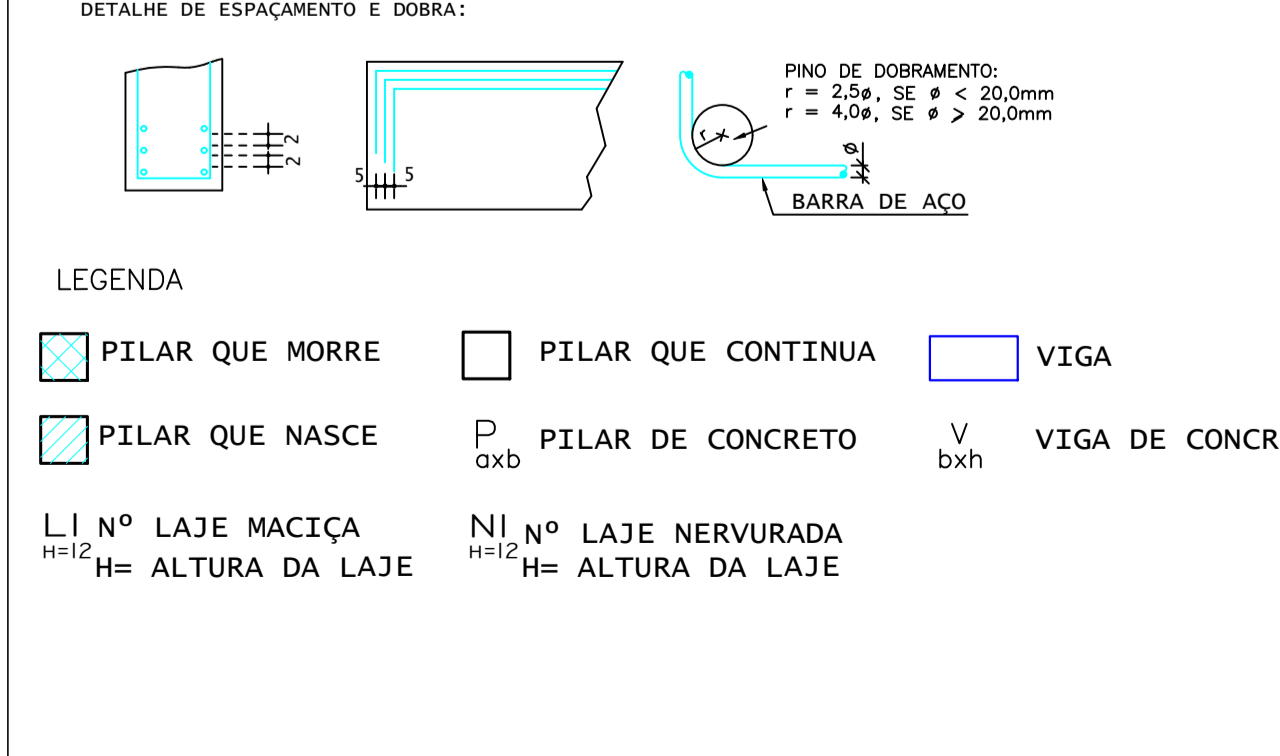 DETALHE DE ESPAÇAMENTO E DOBRA:
2
2
5
5
PINO DE DOBRAMENTO:
r = 2,5ø, SE ø < 20,0mm
r = 4,0ø, SE ø > 20,0mm
r
ø
BARRA DE AÇO
LEGENDA
PILAR QUE MORRE
PILAR QUE CONTINUA
VIGA
PILAR QUE NASCE
P
axb
PILAR DE CONCRETO
V
bxh
VIGA DE CONCR
L1 Nº LAJE MACIÇA
H=12 H= ALTURA DA LAJE
N1 Nº LAJE NERVURADA
H=12 H= ALTURA DA LAJE